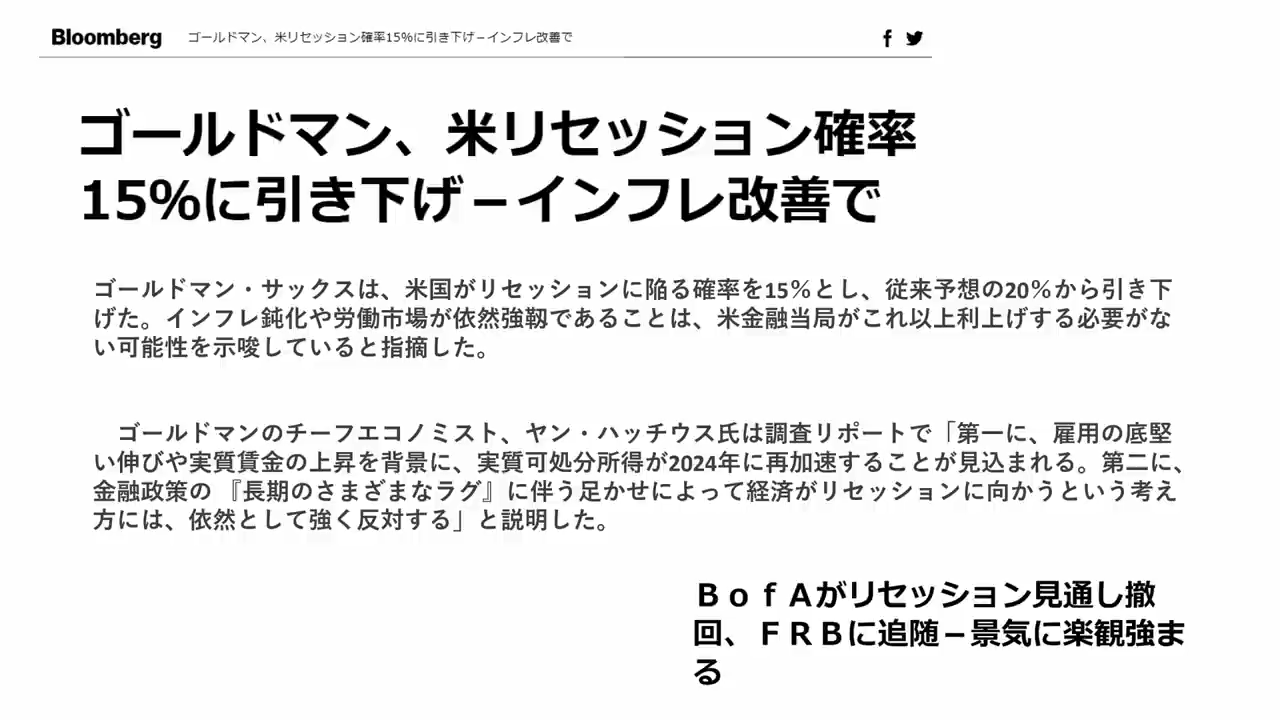 Bloomberg ゴールドマン、米リセッション確率15%に引き下げ－インフレ改善で
ゴールドマン、米リセッション確率
15%に引き下げ－インフレ改善で
ゴールドマン・サックスは、米国がリセッションに陥る確率を15％とし、従来予想の20％から引き下
げた。インフレ鈍化や労働市場が依然強靱であることは、米金融当局がこれ以上利上げする必要がな
い可能性を示唆していると指摘した。
ゴールドマンのチーフエコノミスト、ヤン・ハッチウス氏は調査リポートで「第一に、雇用の底堅
い伸びや実質賃金の上昇を背景に、実質可処分所得が2024年に再加速することが見込まれる。第二に、
金融政策の 『長期のさまざまなラグ』に伴う足かせによって経済がリセッションに向かうという考え
方には、依然として強く反対する」と説明した。
ＢｏｆＡがリセッション見通し撤
回、ＦＲＢに追随－景気に楽観強ま
る